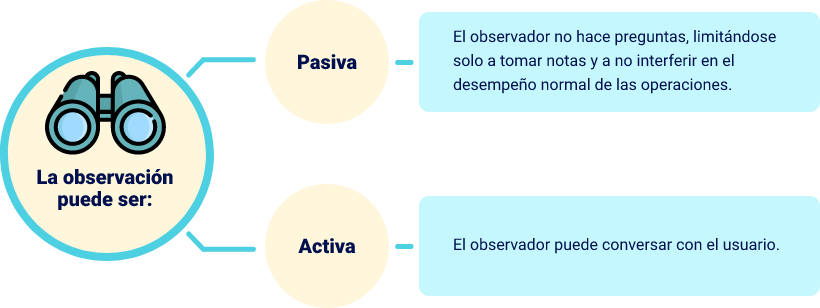 La observación
puede ser:
Pasiva
El observador no hace preguntas, limitándose
solo a tomar notas y a no interferir en el
desempeño normal de las operaciones.
Activa
El observador puede conversar con el usuario.